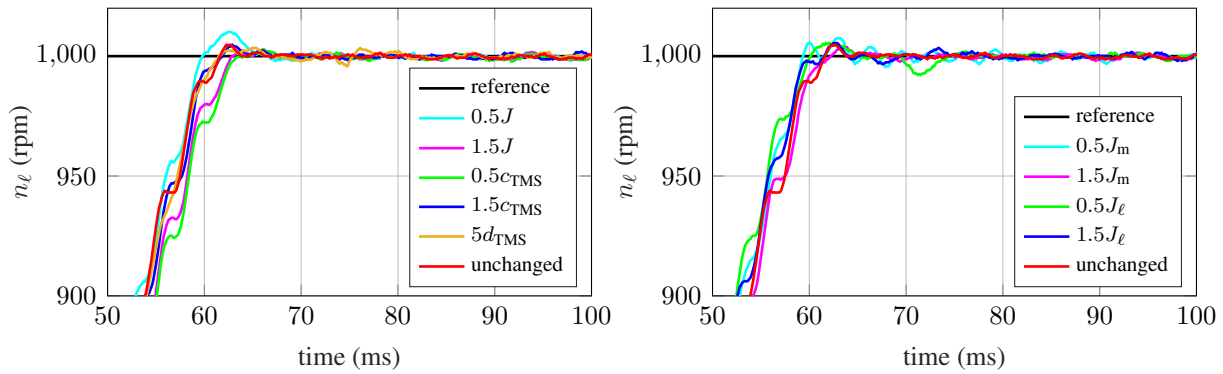 1,000
950
900
50
60
70
80
90
100
n_ℓ (rpm)
time (ms)
reference
0.5J
1.5J
0.5c_TMS
1.5c_TMS
5d_TMS
unchanged
1,000
950
900
50
60
70
80
90
100
n_ℓ (rpm)
time (ms)
reference
0.5J_m
1.5J_m
0.5J_ℓ
1.5J_ℓ
unchanged